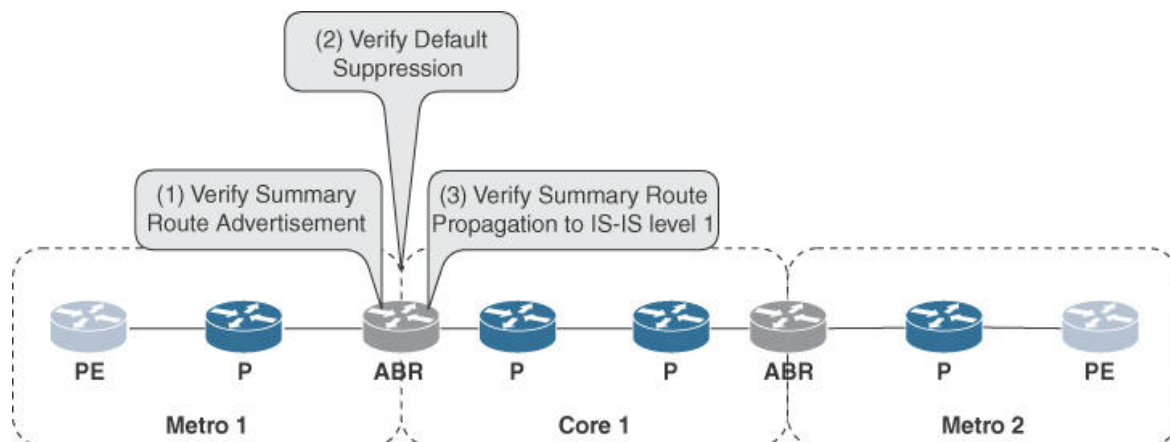 (2) Verify Default
Suppression
(1) Verify Summary
Route Advertisement
(3) Verify Summary Route
Propagation to IS-IS level 1
PE
P
ABR
P
P
ABR
P
PE
Metro 1
Core 1
Metro 2